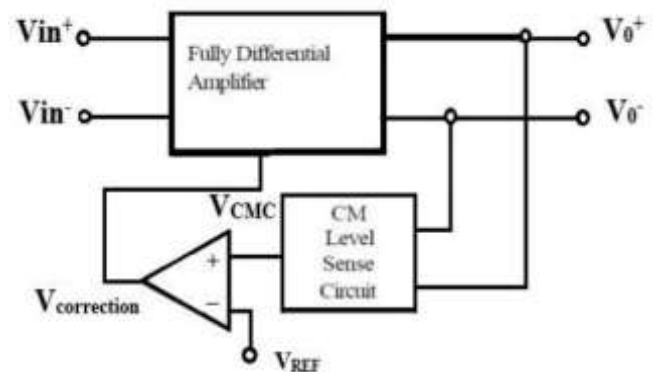 Vin+
Vin-
Fully Differential
Amplifier
V0+
V0-
VCMC
CM
Level
Sense
Circuit
+
−
Vcorrection
VREF